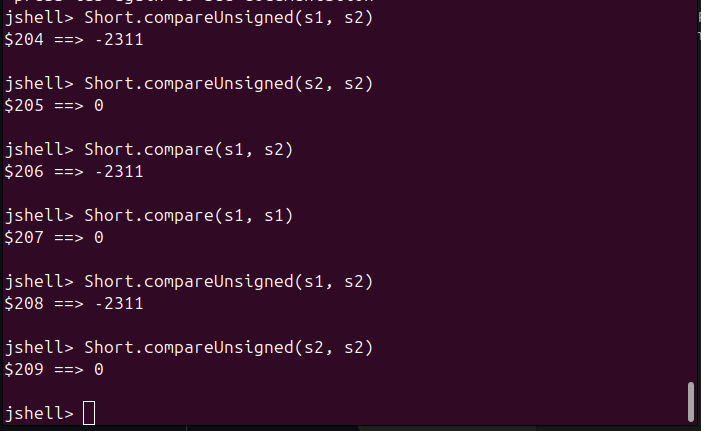 jshell> Short.compareUnsigned(s1, s2)
$204 ==> -2311
jshell> Short.compareUnsigned(s2, s2)
$205 ==> 0
jshell> Short.compare(s1, s2)
$206 ==> -2311
jshell> Short.compare(s1, s1)
$207 ==> 0
jshell> Short.compareUnsigned(s1, s2)
$208 ==> -2311
jshell> Short.compareUnsigned(s2, s2)
$209 ==> 0
jshell>